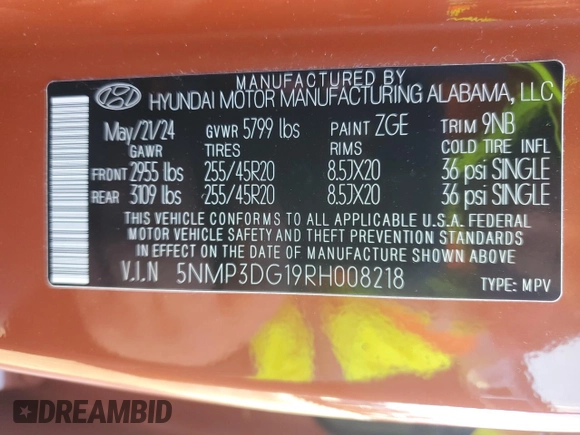 MANUFACTURED BY
HYUNDAI MOTOR MANUFACTURING ALABAMA, LLC
May/21/24 GVWR 5799 lbs PAINT ZGE TRIM 9NB
GAWR TIRES RIMS COLD TIRE INFL
FRONT 2955 lbs 255/45R20 8.5JX20 36 psi SINGLE
REAR 3109 lbs 255/45R20 8.5JX20 36 psi SINGLE
THIS VEHICLE CONFORMS TO ALL APPLICABLE U.S.A. FEDERAL
MOTOR VEHICLE SAFETY AND THEFT PREVENTION STANDARDS
IN EFFECT ON THE DATE OF MANUFACTURE SHOWN ABOVE
V.I.N 5NMP3DG19RH008218 TYPE: MPV
DREAMBID